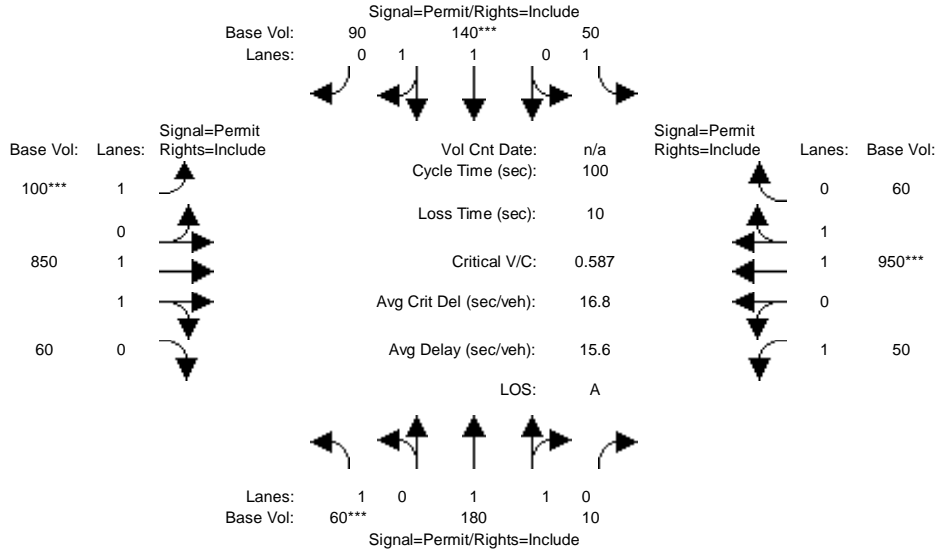 Signal=Permit/Rights=Include
Base Vol: 90 140*** 50
Lanes: 0 1 1 0 1
Signal=Permit
Base Vol: Lanes: Rights=Include
100*** 1
0
850 1
1
60 0
Vol Cnt Date: n/a
Cycle Time (sec): 100
Loss Time (sec): 10
Critical V/C: 0.587
Avg Crit Del (sec/veh): 16.8
Avg Delay (sec/veh): 15.6
LOS: A
Signal=Permit
Rights=Include Lanes: Base Vol:
0 60
1
1 950***
0
1 50
Lanes: 1 0 1 1 0
Base Vol: 60*** 180 10
Signal=Permit/Rights=Include